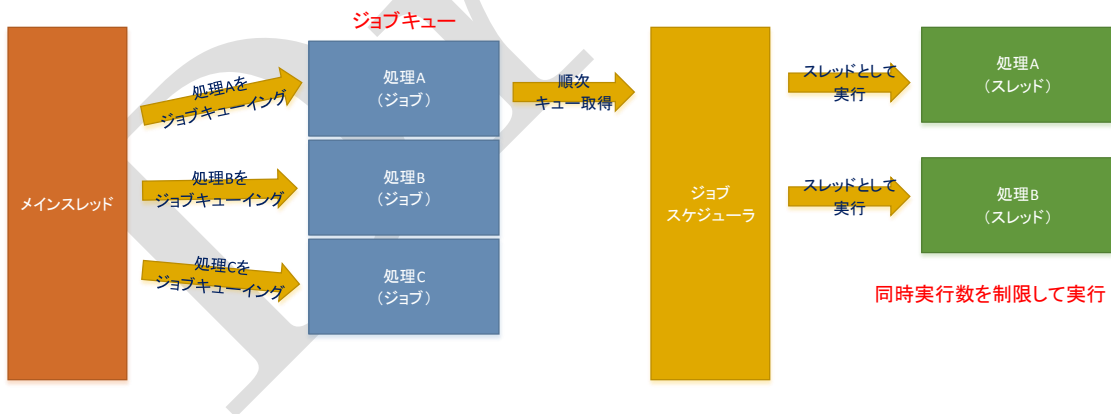 ジョブキュー
メインスレッド
処理Aを
ジョブキューイング
処理Bを
ジョブキューイング
処理Cを
ジョブキューイング
処理A
（ジョブ）
処理B
（ジョブ）
処理C
（ジョブ）
順次
キュー取得
ジョブ
スケジューラ
スレッドとして
実行
スレッドとして
実行
処理A
（スレッド）
処理B
（スレッド）
同時実行数を制限して実行